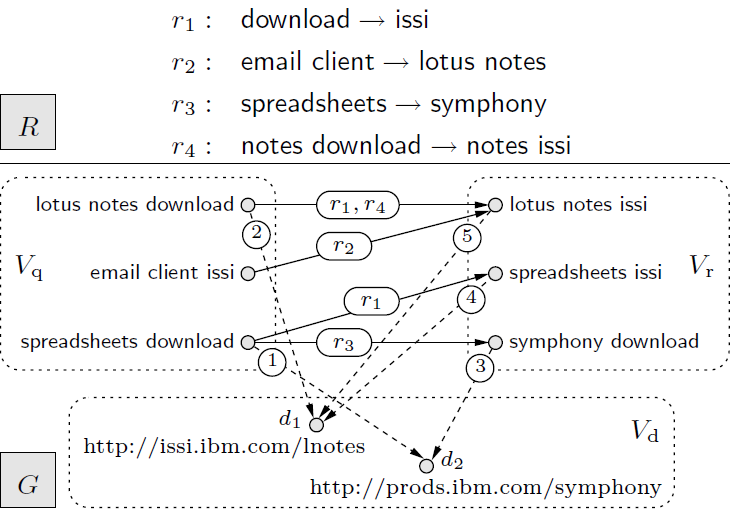 r1 : download → issi
r2 : email client → lotus notes
r3 : spreadsheets → symphony
r4 : notes download → notes issi
R
lotus notes download
r1, r4
lotus notes issi
2
5
r2
Vq
email client issi
spreadsheets issi
Vr
r1
4
spreadsheets download
r3
symphony download
1
3
d1
Vd
http://issi.ibm.com/lnotes
d2
G
http://prods.ibm.com/symphony